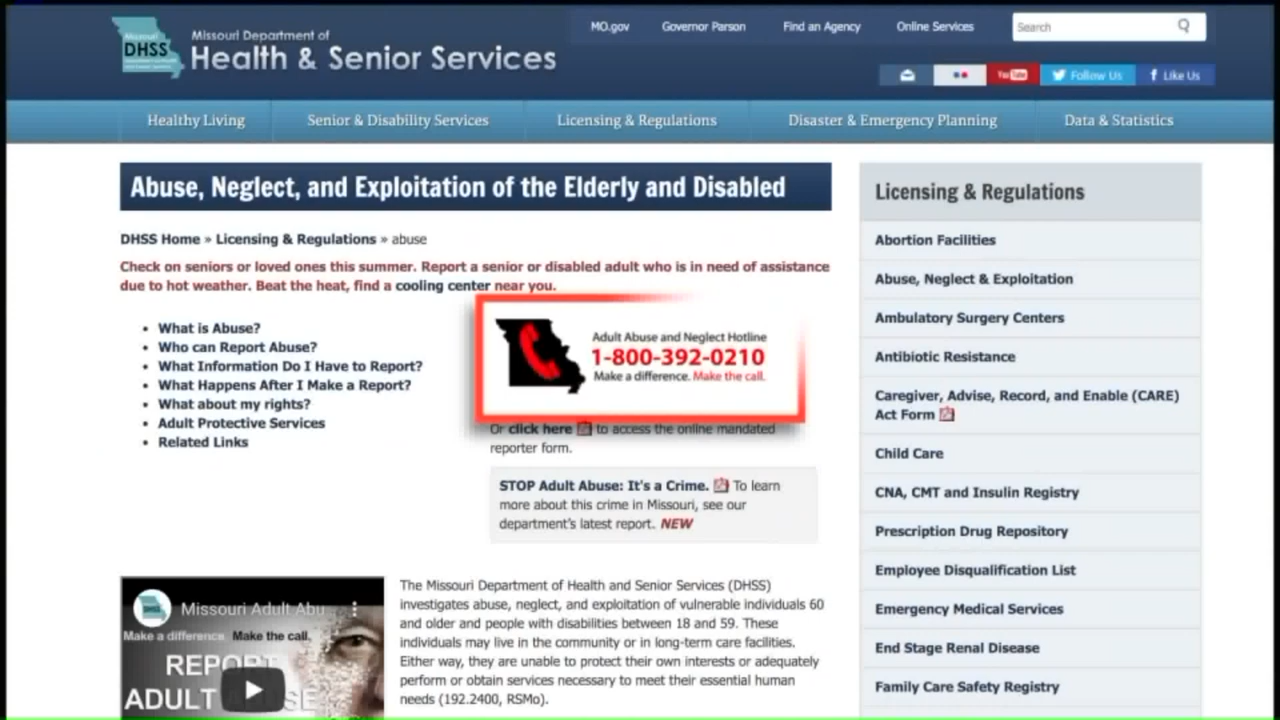 Missouri
DHSS
Missouri Department of
Health & Senior Services
MO.gov
Governor Parson
Find an Agency
Online Services
Search
You Tube
Follow Us
Like Us
Healthy Living
Senior & Disability Services
Licensing & Regulations
Disaster & Emergency Planning
Data & Statistics
Abuse, Neglect, and Exploitation of the Elderly and Disabled
DHSS Home » Licensing & Regulations » abuse
Check on seniors or loved ones this summer. Report a senior or disabled adult who is in need of assistance
due to hot weather. Beat the heat, find a cooling center near you.
• What is Abuse?
• Who can Report Abuse?
• What Information Do I Have to Report?
• What Happens After I Make a Report?
• What about my rights?
• Adult Protective Services
• Related Links
Adult Abuse and Neglect Hotline
1-800-392-0210
Make a difference. Make the call.
Or click here to access the online mandated
reporter form.
STOP Adult Abuse: It's a Crime. To learn
more about this crime in Missouri, see our
department's latest report. NEW
Missouri Adult Abu...
Make a difference. Make the call.
REPORT
ADULT ABUSE
The Missouri Department of Health and Senior Services (DHSS)
investigates abuse, neglect, and exploitation of vulnerable individuals 60
and older and people with disabilities between 18 and 59. These
individuals may live in the community or in long-term care facilities.
Either way, they are unable to protect their own interests or adequately
perform or obtain services necessary to meet their essential human
needs (192.2400, RSMo).
Licensing & Regulations
Abortion Facilities
Abuse, Neglect & Exploitation
Ambulatory Surgery Centers
Antibiotic Resistance
Caregiver, Advise, Record, and Enable (CARE)
Act Form
Child Care
CNA, CMT and Insulin Registry
Prescription Drug Repository
Employee Disqualification List
Emergency Medical Services
End Stage Renal Disease
Family Care Safety Registry